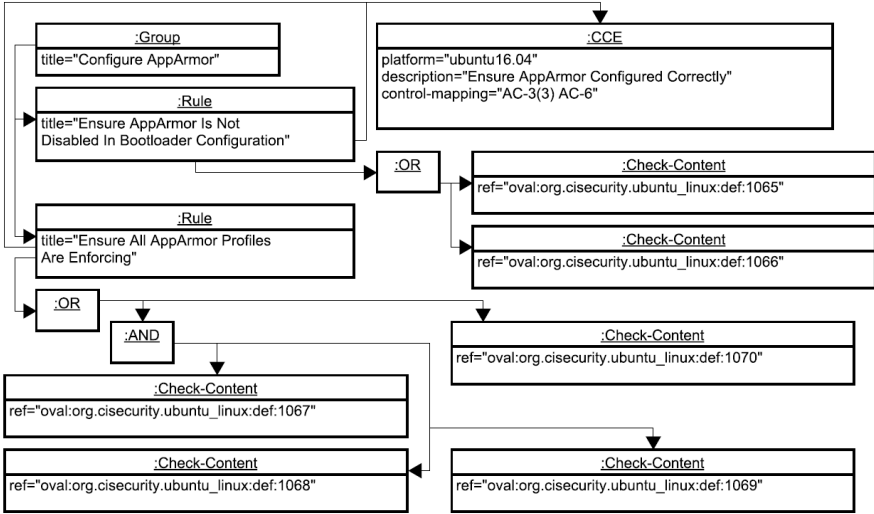 :Group
title="Configure AppArmor"
:CCE
platform="ubuntu16.04"
description="Ensure AppArmor Configured Correctly"
control-mapping="AC-3(3) AC-6"
:Rule
title="Ensure AppArmor Is Not
Disabled In Bootloader Configuration"
:OR
:Check-Content
ref="oval:org.cisecurity.ubuntu_linux:def:1065"
:Check-Content
ref="oval:org.cisecurity.ubuntu_linux:def:1066"
:Rule
title="Ensure All AppArmor Profiles
Are Enforcing"
:OR
:AND
:Check-Content
ref="oval:org.cisecurity.ubuntu_linux:def:1070"
:Check-Content
ref="oval:org.cisecurity.ubuntu_linux:def:1067"
:Check-Content
ref="oval:org.cisecurity.ubuntu_linux:def:1068"
:Check-Content
ref="oval:org.cisecurity.ubuntu_linux:def:1069"